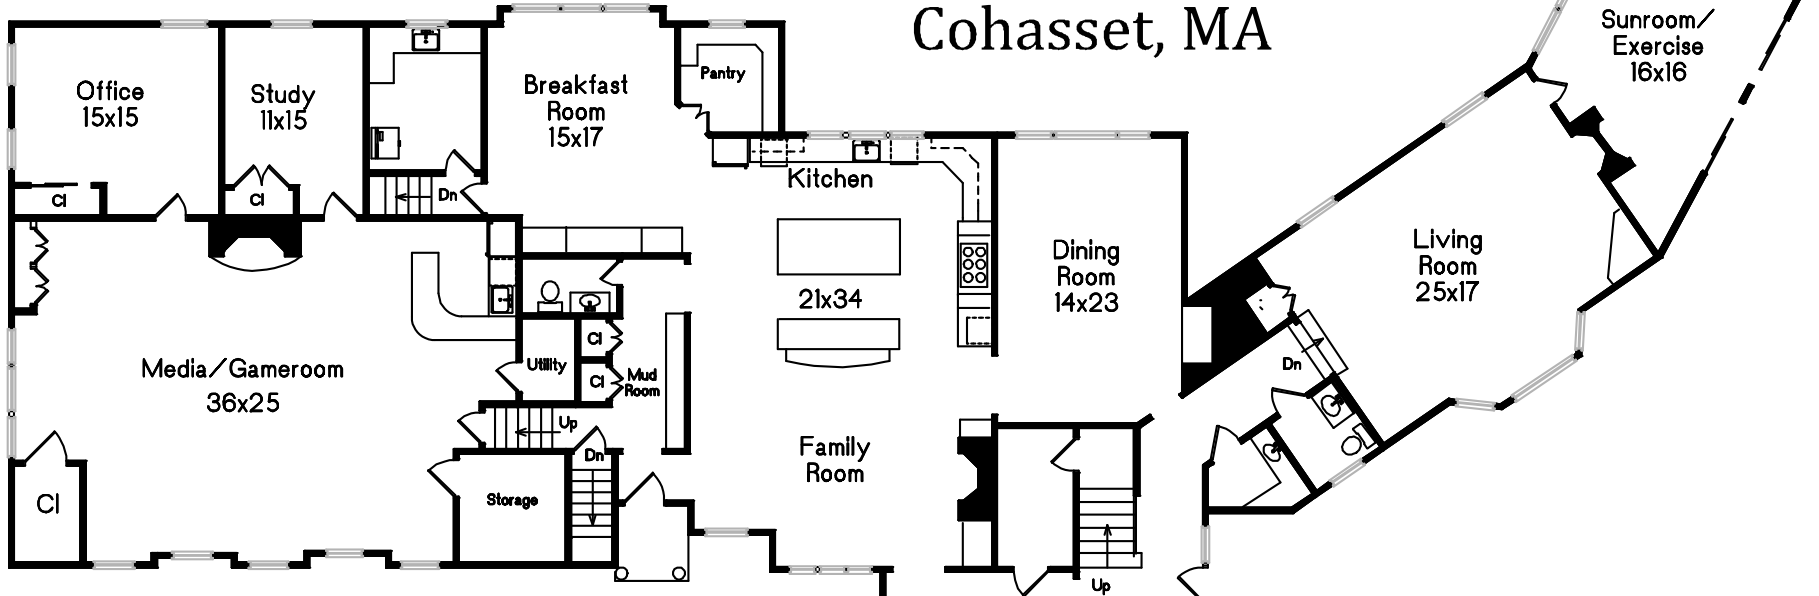 Cohasset, MA
Sunroom/
Exercise
16x16
Office
15x15
Study
11x15
Breakfast
Room
15x17
Pantry
Cl
Cl
Dn
Kitchen
Dining
Room
14x23
21x34
Living
Room
25x17
Media/Gameroom
36x25
Utility
Cl
Cl
Mud
Room
Dn
Up
Dn
Family
Room
Cl
Storage
Up